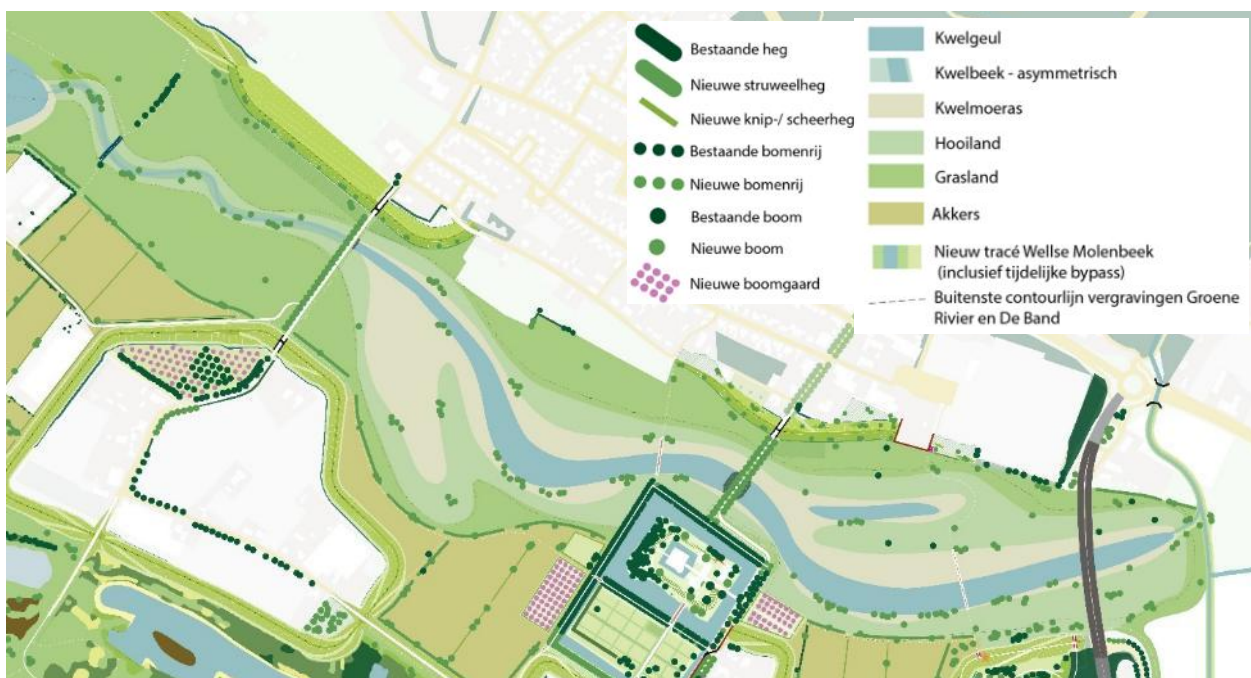 Bestaande heg
Nieuwe struweelheg
Nieuwe knip-/ scheerheg
Bestaande bomenrij
Nieuwe bomenrij
Bestaande boom
Nieuwe boom
Nieuwe boomgaard
Kwelgeul
Kwelbeek - asymmetrisch
Kwelmoeras
Hooiland
Grasland
Akkers
Nieuw tracé Wellse Molenbeek
(inclusief tijdelijke bypass)
Buitenste contourlijn vergravingen Groene
Rivier en De Band